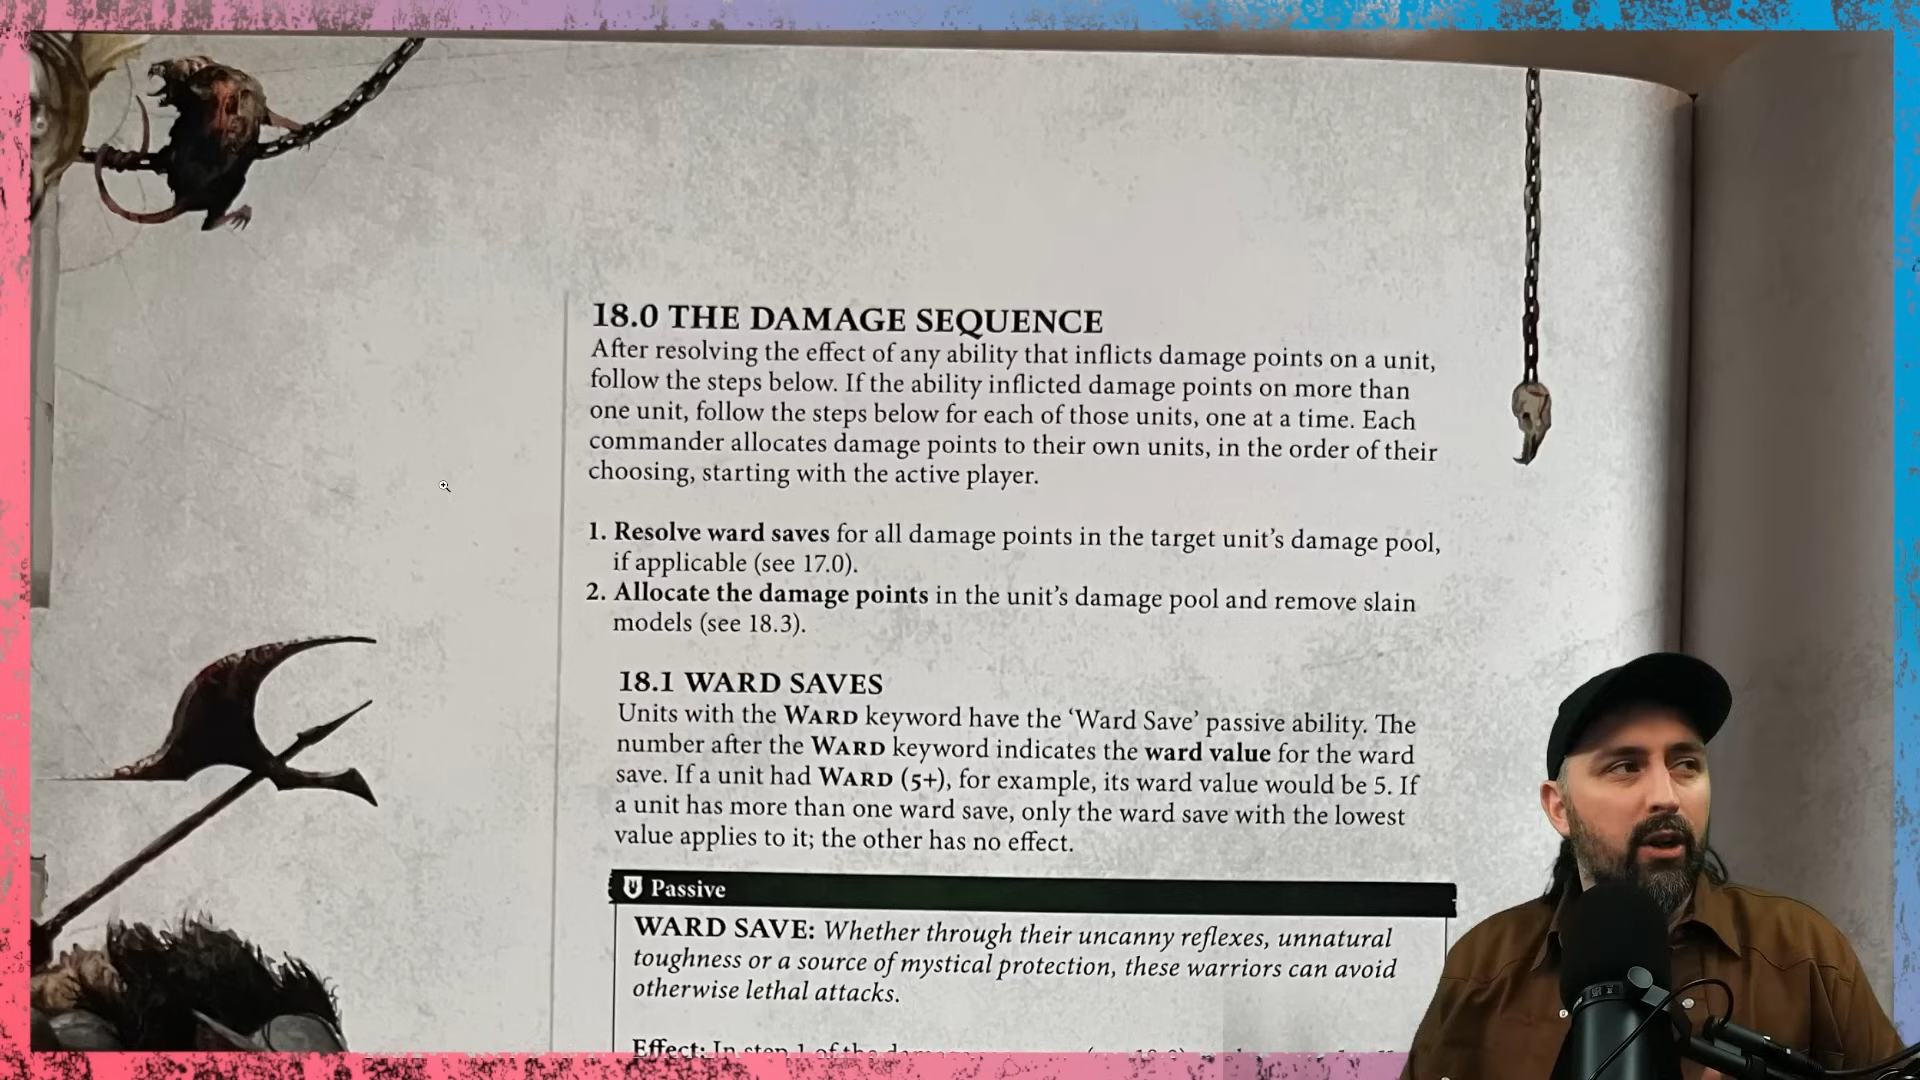 18.0 THE DAMAGE SEQUENCE
After resolving the effect of any ability that inflicts damage points on a unit,
follow the steps below. If the ability inflicted damage points on more than
one unit, follow the steps below for each of those units, one at a time. Each
commander allocates damage points to their own units, in the order of their
choosing, starting with the active player.
1. Resolve ward saves for all damage points in the target unit's damage pool,
if applicable (see 17.0).
2. Allocate the damage points in the unit's damage pool and remove slain
models (see 18.3).
18.1 WARD SAVES
Units with the WARD keyword have the ‘Ward Save’ passive ability. The
number after the WARD keyword indicates the ward value for the ward
save. If a unit had WARD (5+), for example, its ward value would be 5. If
a unit has more than one ward save, only the ward save with the lowest
value applies to it; the other has no effect.
Passive
WARD SAVE: Whether through their uncanny reflexes, unnatural
toughness or a source of mystical protection, these warriors can avoid
otherwise lethal attacks.
Effect: In step 1 of the